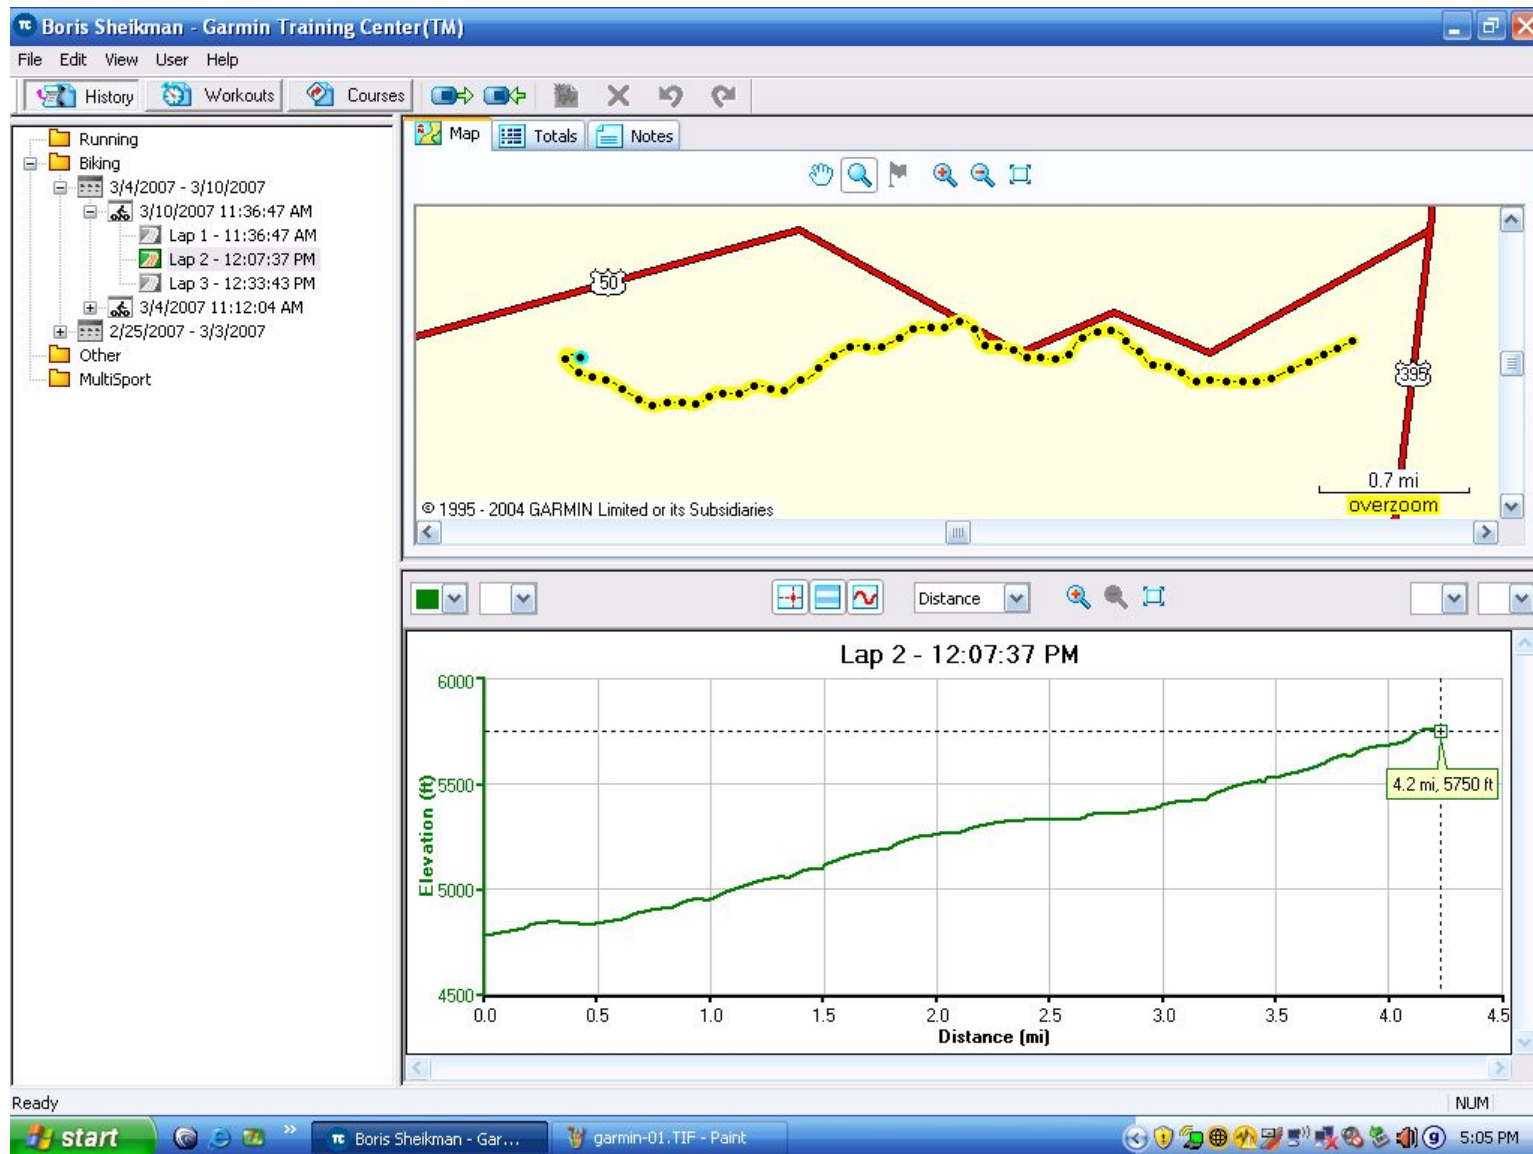 TC Boris Sheikman - Garmin Training Center(TM)
File Edit View User Help
History Workouts Courses
Running
Biking
3/4/2007 - 3/10/2007
3/10/2007 11:36:47 AM
Lap 1 - 11:36:47 AM
Lap 2 - 12:07:37 PM
Lap 3 - 12:33:43 PM
3/4/2007 11:12:04 AM
2/25/2007 - 3/3/2007
Other
MultiSport
Map Totals Notes
50
395
0.7 mi
overzoom
© 1995 - 2004 GARMIN Limited or its Subsidiaries
Distance
Lap 2 - 12:07:37 PM
6000
5500
5000
4500
Elevation (ft)
4.2 mi, 5750 ft
0.0 0.5 1.0 1.5 2.0 2.5 3.0 3.5 4.0 4.5
Distance (mi)
Ready NUM
start » TC Boris Sheikman - Gar... garmin-01.TIF - Paint g 5:05 PM